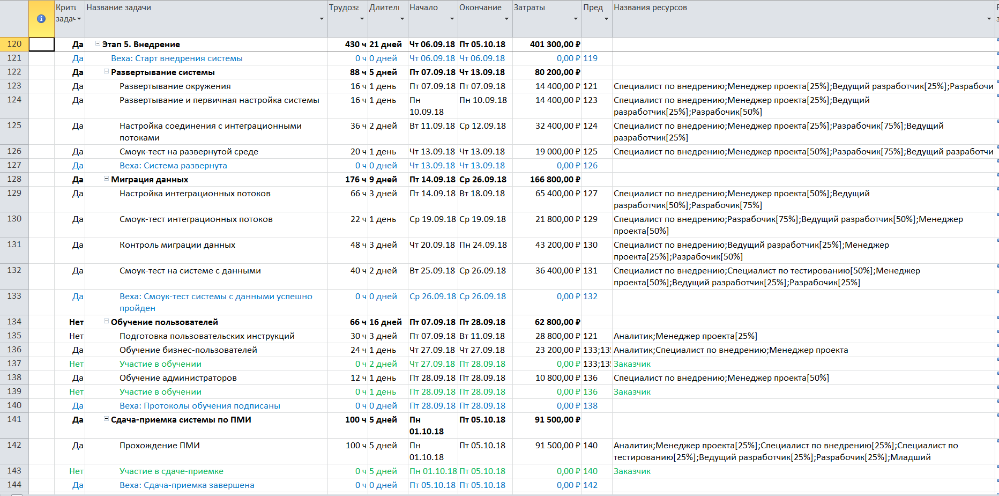 Крити задач Название задачи Трудоза Длитель Начало Окончание Затраты Пред Названия ресурсов
120 Да Этап 5. Внедрение 430 ч 21 дней Чт 06.09.18 Пт 05.10.18 401 300,00 ₽
121 Да Веха: Старт внедрения системы 0 ч 0 дней Чт 06.09.18 Чт 06.09.18 0,00 ₽ 119
122 Да Развертывание системы 88 ч 5 дней Пт 07.09.18 Чт 13.09.18 80 200,00 ₽
123 Да Развертывание окружения 16 ч 1 день Пт 07.09.18 Пт 07.09.18 14 400,00 ₽ 121 Специалист по внедрению;Менеджер проекта[25%];Ведущий разработчик[25%];Разрабочи
124 Да Развертывание и первичная настройка системы 16 ч 1 день Пн Пн 10.09.18 14 400,00 ₽ 123 Специалист по внедрению;Менеджер проекта[25%];Ведущий
10.09.18 разработчик[25%];Разрабочик[50%]
125 Да Настройка соединения с интеграционными 36 ч 2 дней Вт 11.09.18 Ср 12.09.18 32 400,00 ₽ 124 Специалист по внедрению;Менеджер проекта[25%];Разрабочик[75%];Ведущий
потоками разработчик[25%]
126 Да Смоук-тест на развернутой среде 20 ч 1 день Чт 13.09.18 Чт 13.09.18 19 000,00 ₽ 125 Специалист по внедрению;Менеджер проекта[50%];Разрабочик[75%];Ведущий разработчи
127 Да Веха: Система развернута 0 ч 0 дней Чт 13.09.18 Чт 13.09.18 0,00 ₽ 126
128 Да Миграция данных 176 ч 9 дней Пт 14.09.18 Ср 26.09.18 166 800,00 ₽
129 Да Настройка интеграционных потоков 66 ч 3 дней Пт 14.09.18 Вт 18.09.18 65 400,00 ₽ 127 Специалист по внедрению;Менеджер проекта[50%];Ведущий
разработчик[50%];Разрабочик[75%]
130 Да Смоук-тест интеграционных потоков 22 ч 1 день Ср 19.09.18 Ср 19.09.18 21 800,00 ₽ 129 Специалист по внедрению;Разрабочик[75%];Ведущий разработчик[50%];Менеджер
проекта[50%]
131 Да Контроль миграции данных 48 ч 3 дней Чт 20.09.18 Пн 24.09.18 43 200,00 ₽ 130 Специалист по внедрению;Ведущий разработчик[25%];Менеджер
проекта[25%];Разрабочик[50%]
132 Да Смоук-тест на системе с данными 40 ч 2 дней Вт 25.09.18 Ср 26.09.18 36 400,00 ₽ 131 Специалист по внедрению;Специалист по тестированию[50%];Менеджер
проекта[50%];Ведущий разработчик[25%];Разрабочик[25%]
133 Да Веха: Смоук-тест системы с данными успешно 0 ч 0 дней Ср 26.09.18 Ср 26.09.18 0,00 ₽ 132
пройден
134 Нет Обучение пользователей 66 ч 16 дней Пт 07.09.18 Пт 28.09.18 62 800,00 ₽
135 Нет Подготовка пользовательских инструкций 30 ч 3 дней Пт 07.09.18 Вт 11.09.18 28 800,00 ₽ 121 Аналитик;Менеджер проекта[25%]
136 Да Обучение бизнес-пользователей 24 ч 1 день Чт 27.09.18 Чт 27.09.18 23 200,00 ₽ 133;13 Аналитик;Специалист по внедрению;Менеджер проекта
137 Нет Участие в обучении 0 ч 2 дней Чт 27.09.18 Пт 28.09.18 0,00 ₽ 133;13 Заказчик
138 Да Обучение администраторов 12 ч 1 день Пт 28.09.18 Пт 28.09.18 10 800,00 ₽ 136 Специалист по внедрению;Менеджер проекта[50%]
139 Нет Участие в обучении 0 ч 1 день Пт 28.09.18 Пт 28.09.18 0,00 ₽ 136 Заказчик
140 Да Веха: Протоколы обучения подписаны 0 ч 0 дней Пт 28.09.18 Пт 28.09.18 0,00 ₽ 138
141 Да Сдача-приемка системы по ПМИ 100 ч 5 дней Пн Пт 05.10.18 91 500,00 ₽
01.10.18
142 Да Прохождение ПМИ 100 ч 5 дней Пн Пт 05.10.18 91 500,00 ₽ 140 Аналитик;Менеджер проекта[25%];Специалист по внедрению[25%];Специалист по
01.10.18 тестированию[25%];Ведущий разработчик[25%];Разрабочик[25%];Младший
143 Нет Участие в сдаче-приемке 0 ч 5 дней Пн 01.10.18 Пт 05.10.18 0,00 ₽ 140 Заказчик
144 Да Веха: Сдача-приемка завершена 0 ч 0 дней Пт 05.10.18 Пт 05.10.18 0,00 ₽ 142